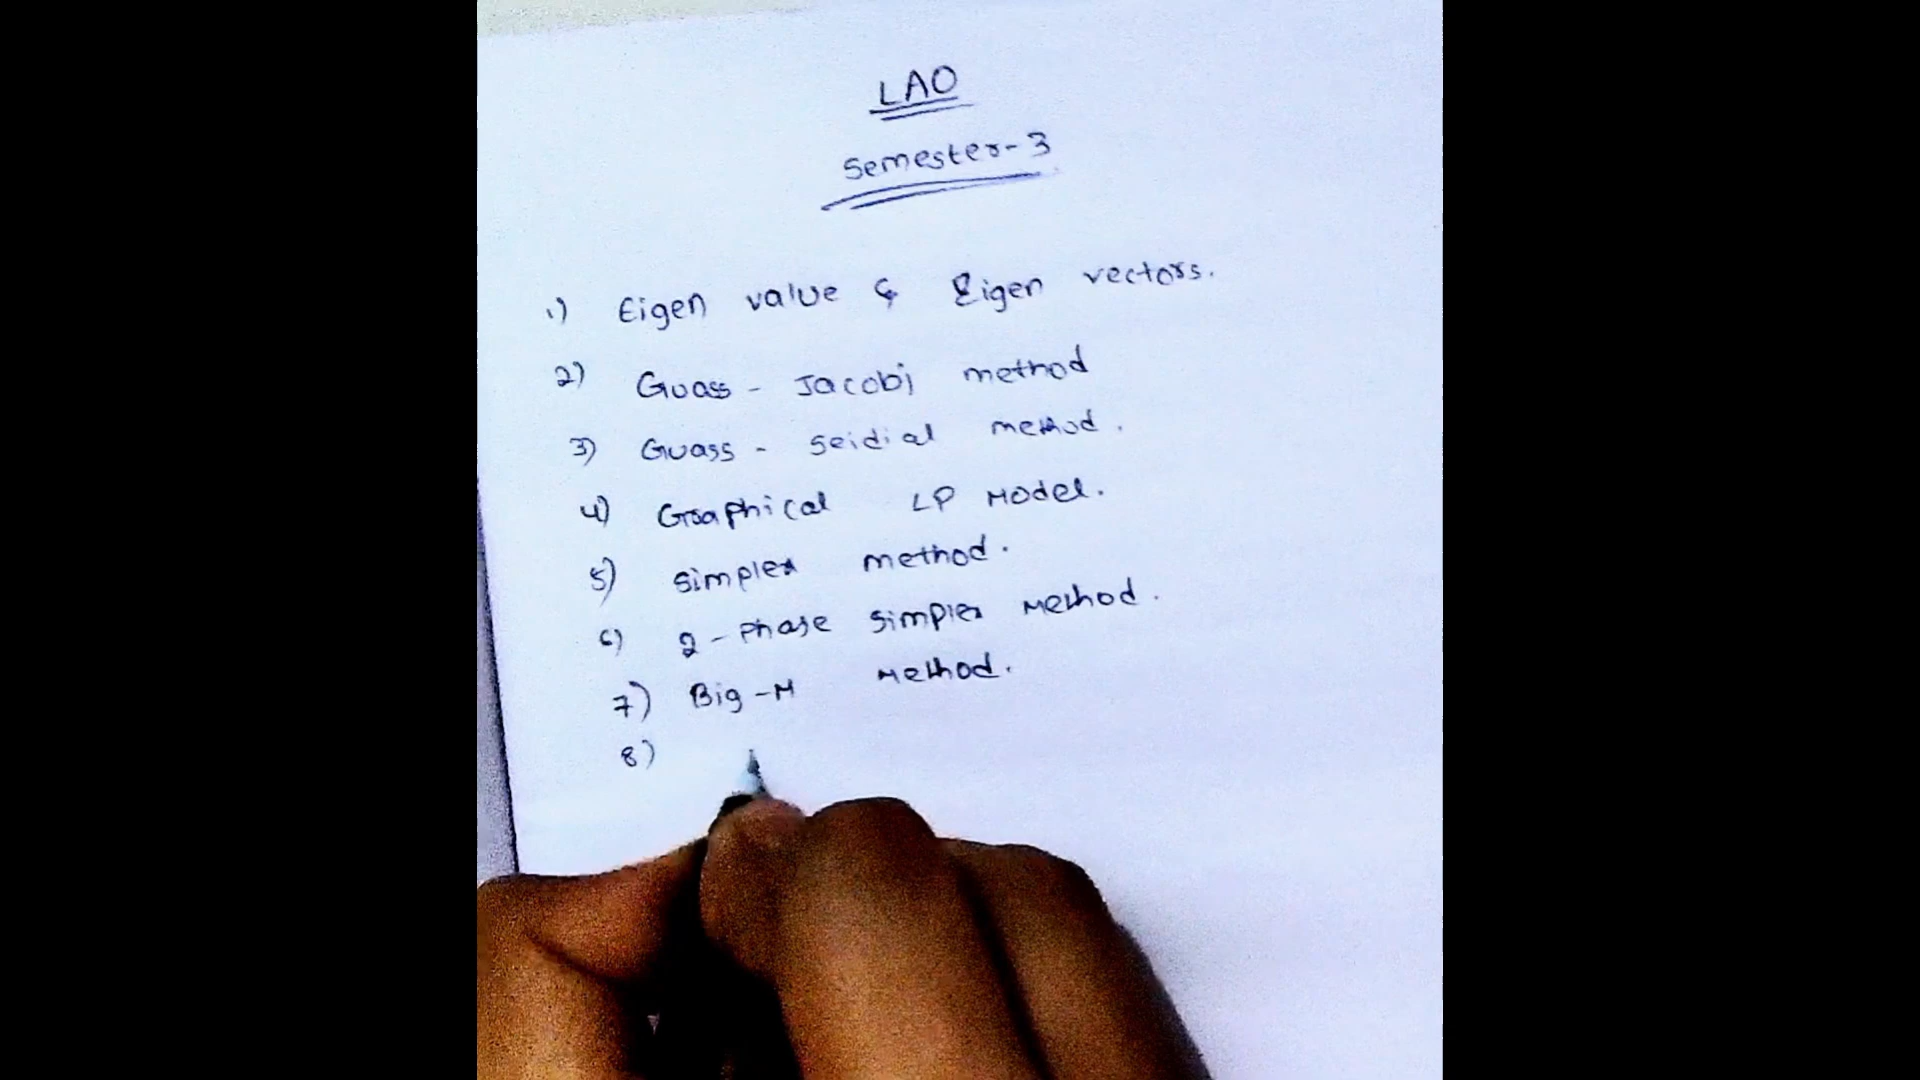 LAO
Semester-3
1) Eigen value & Eigen vectors.
2) Guass - Jacobi method
3) Guass - seidial method.
4) Graphical LP Model.
5) simplex method.
6) 2-Phase simplex Method.
7) Big-M Method.
8)